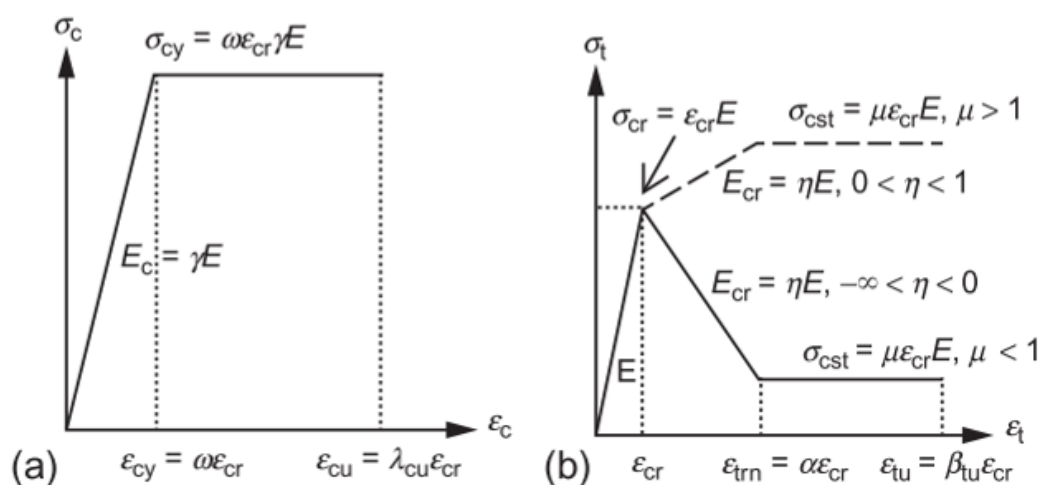 σc
σcy = ωεcrγE
Ec = γE
εc
(a)
εcy = ωεcr
εcu = λcuεcr
σt
σcr = εcrE
σcst = μεcrE, μ > 1
Ecr = ηE, 0 < η < 1
Ecr = ηE, –∞ < η < 0
σcst = μεcrE, μ < 1
E
εt
(b)
εcr
εtrn = αεcr
εtu = βtuεcr